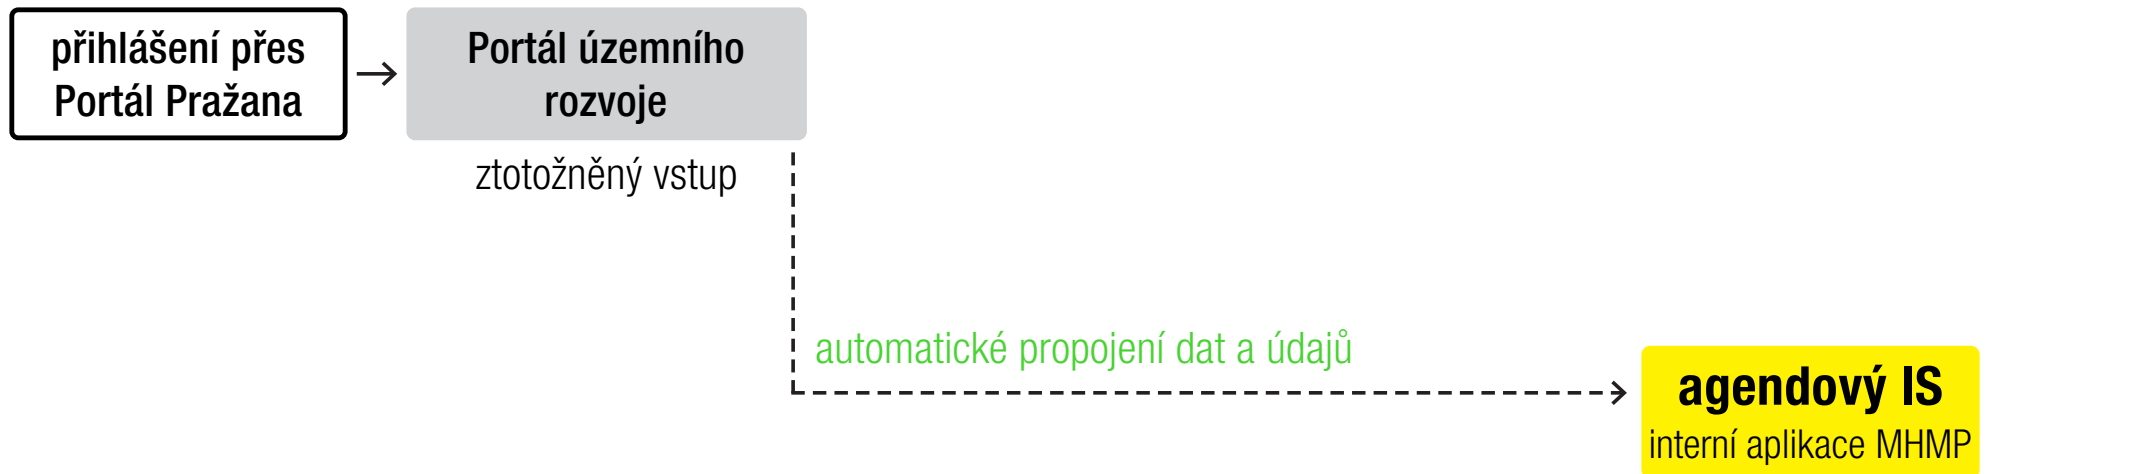 přihlášení přes
Portál Pražana
Portál územního
rozvoje
ztotožněný vstup
automatické propojení dat a údajů
agendový IS
interní aplikace MHMP